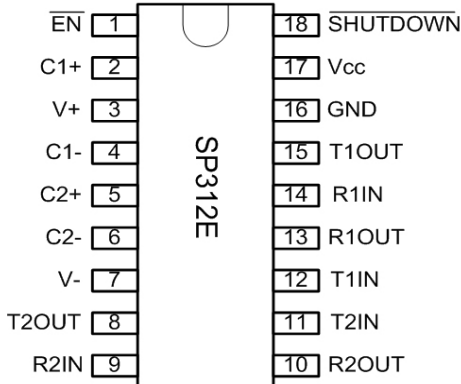 EN 1 18 SHUTDOWN
C1+ 2 17 Vcc
V+ 3 16 GND
C1- 4 15 T1OUT
C2+ 5 14 R1IN
C2- 6 13 R1OUT
V- 7 12 T1IN
T2OUT 8 11 T2IN
R2IN 9 10 R2OUT
SP312E